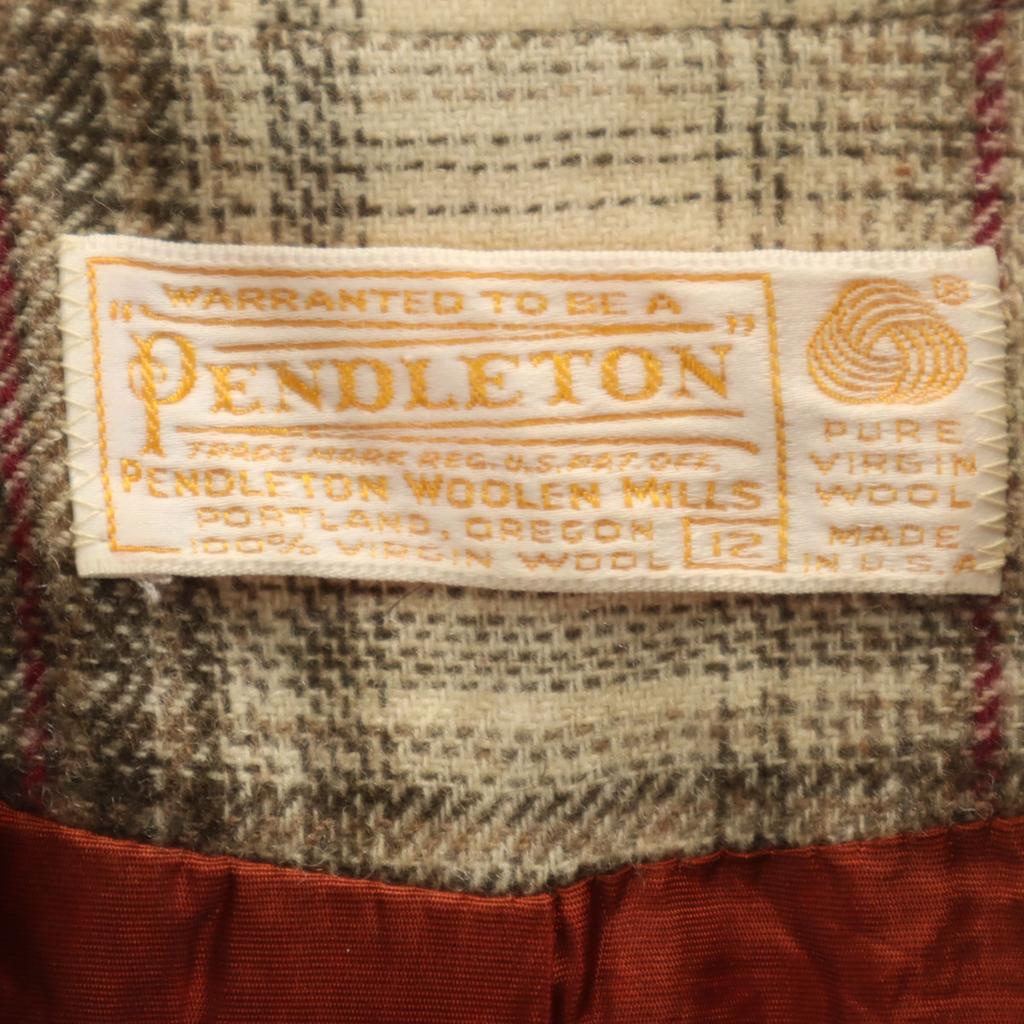 "WARRANTED TO BE A
PENDLETON"
TRADE MARK REG. U.S. PAT. OFF.
PENDLETON WOOLEN MILLS
PORTLAND, OREGON
100% VIRGIN WOOL
12
®
PURE
VIRGIN
WOOL
MADE
IN U.S.A